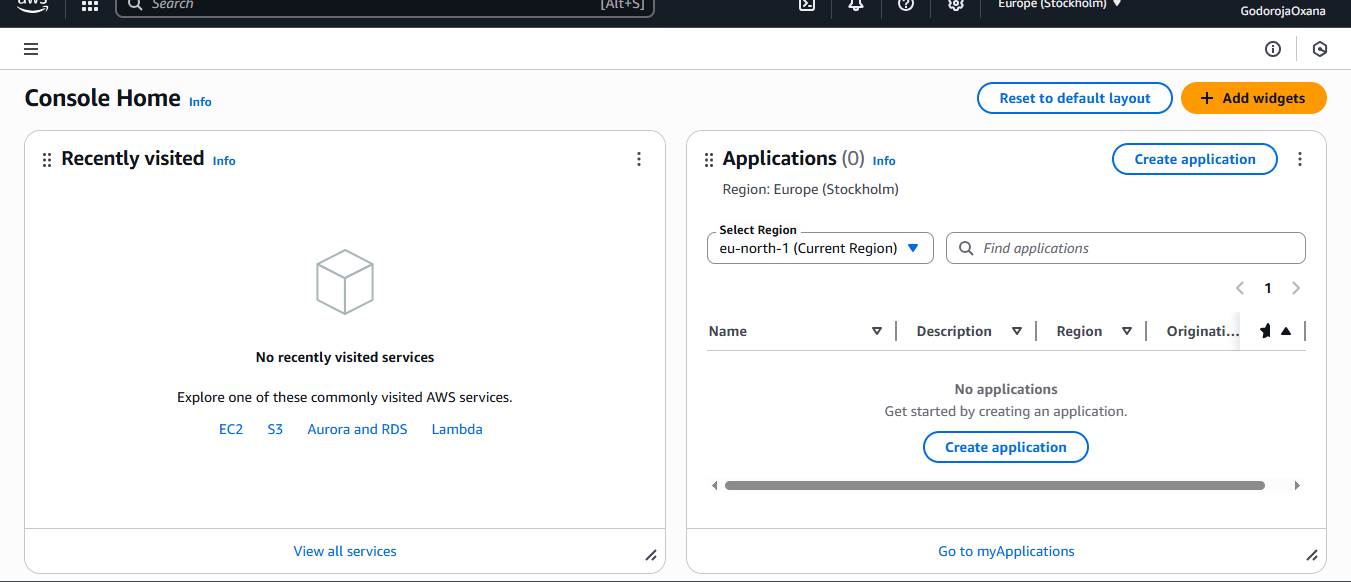 aws
Search
[Alt+S]
Europe (Stockholm)
GodorojaOxana
Console Home Info
Reset to default layout
Add widgets
Recently visited Info
No recently visited services
Explore one of these commonly visited AWS services.
EC2 S3 Aurora and RDS Lambda
View all services
Applications (0) Info
Create application
Region: Europe (Stockholm)
Select Region
eu-north-1 (Current Region)
Find applications
1
Name Description Region Originati...
No applications
Get started by creating an application.
Create application
Go to myApplications